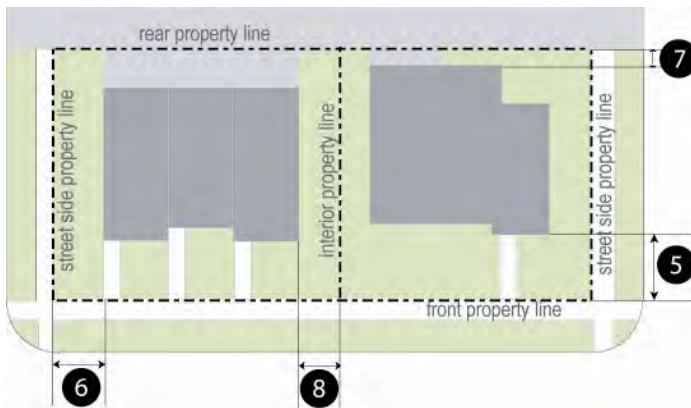 rear property line
7
street side property line
interior property line
street side property line
5
front property line
6
8